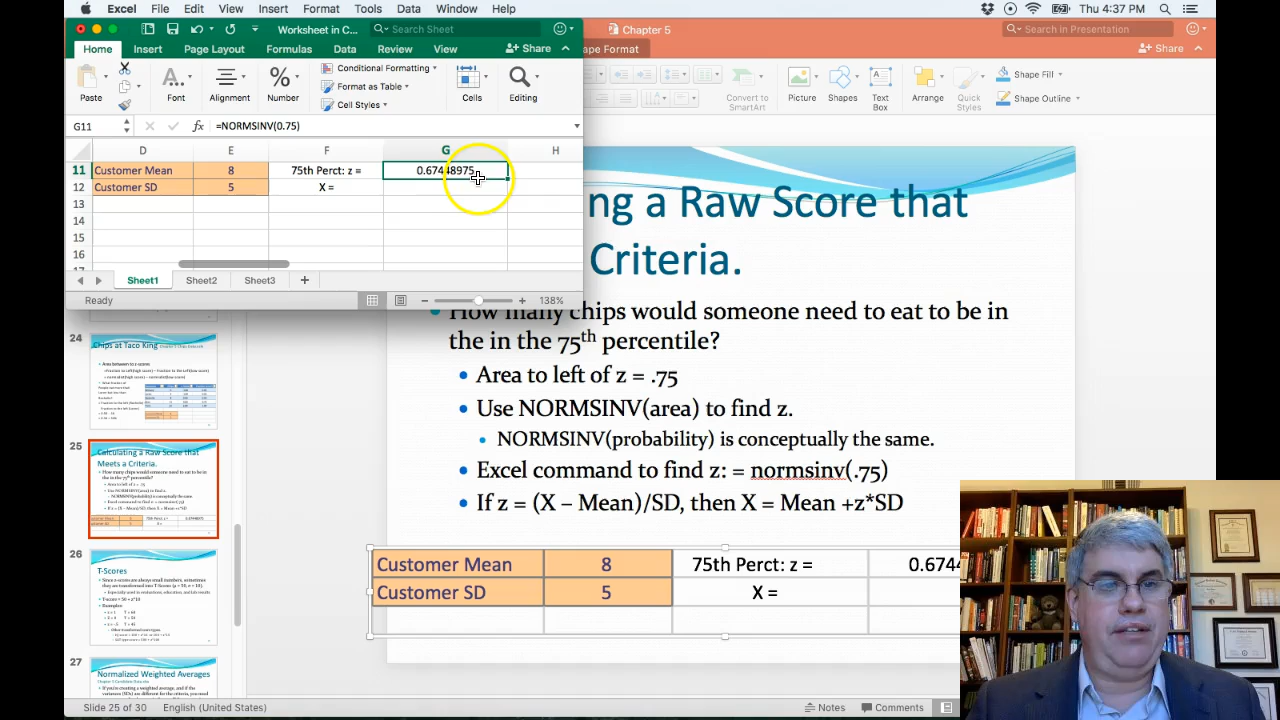 Excel File Edit View Insert Format Tools Data Window Help Thu 4:37 PM
Worksheet in C... Search Sheet Chapter 5 Search in Presentation
Home Insert Page Layout Formulas Data Review View Share ape Format Share
Paste Font Alignment Number Conditional Formatting Format as Table Cell Styles Cells Editing
Convert to SmartArt Picture Shapes Text Box Arrange Quick Styles Shape Fill Shape Outline
G11 fx =NORMSINV(0.75)
D E F G H
11 Customer Mean 8 75th Perct: z = 0.67448975
12 Customer SD 5 X =
13
14
15
16
Sheet1 Sheet2 Sheet3 +
Ready 138%
24
Chips at Taco King
25
Calculating a Raw Score that
Meets a Criteria.
26
T-Scores
27
Normalized Weighted Averages
ng a Raw Score that
Criteria.
How many chips would someone need to eat to be in
the in the 75th percentile?
Area to left of z = .75
Use NORMSINV(area) to find z.
NORMSINV(probability) is conceptually the same.
Excel command to find z: = normsinv(.75)
If z = (X – Mean)/SD, then X = Mean +z*SD
Customer Mean 8 75th Perct: z = 0.6744
Customer SD 5 X =
Slide 25 of 30 English (United States) Notes Comments